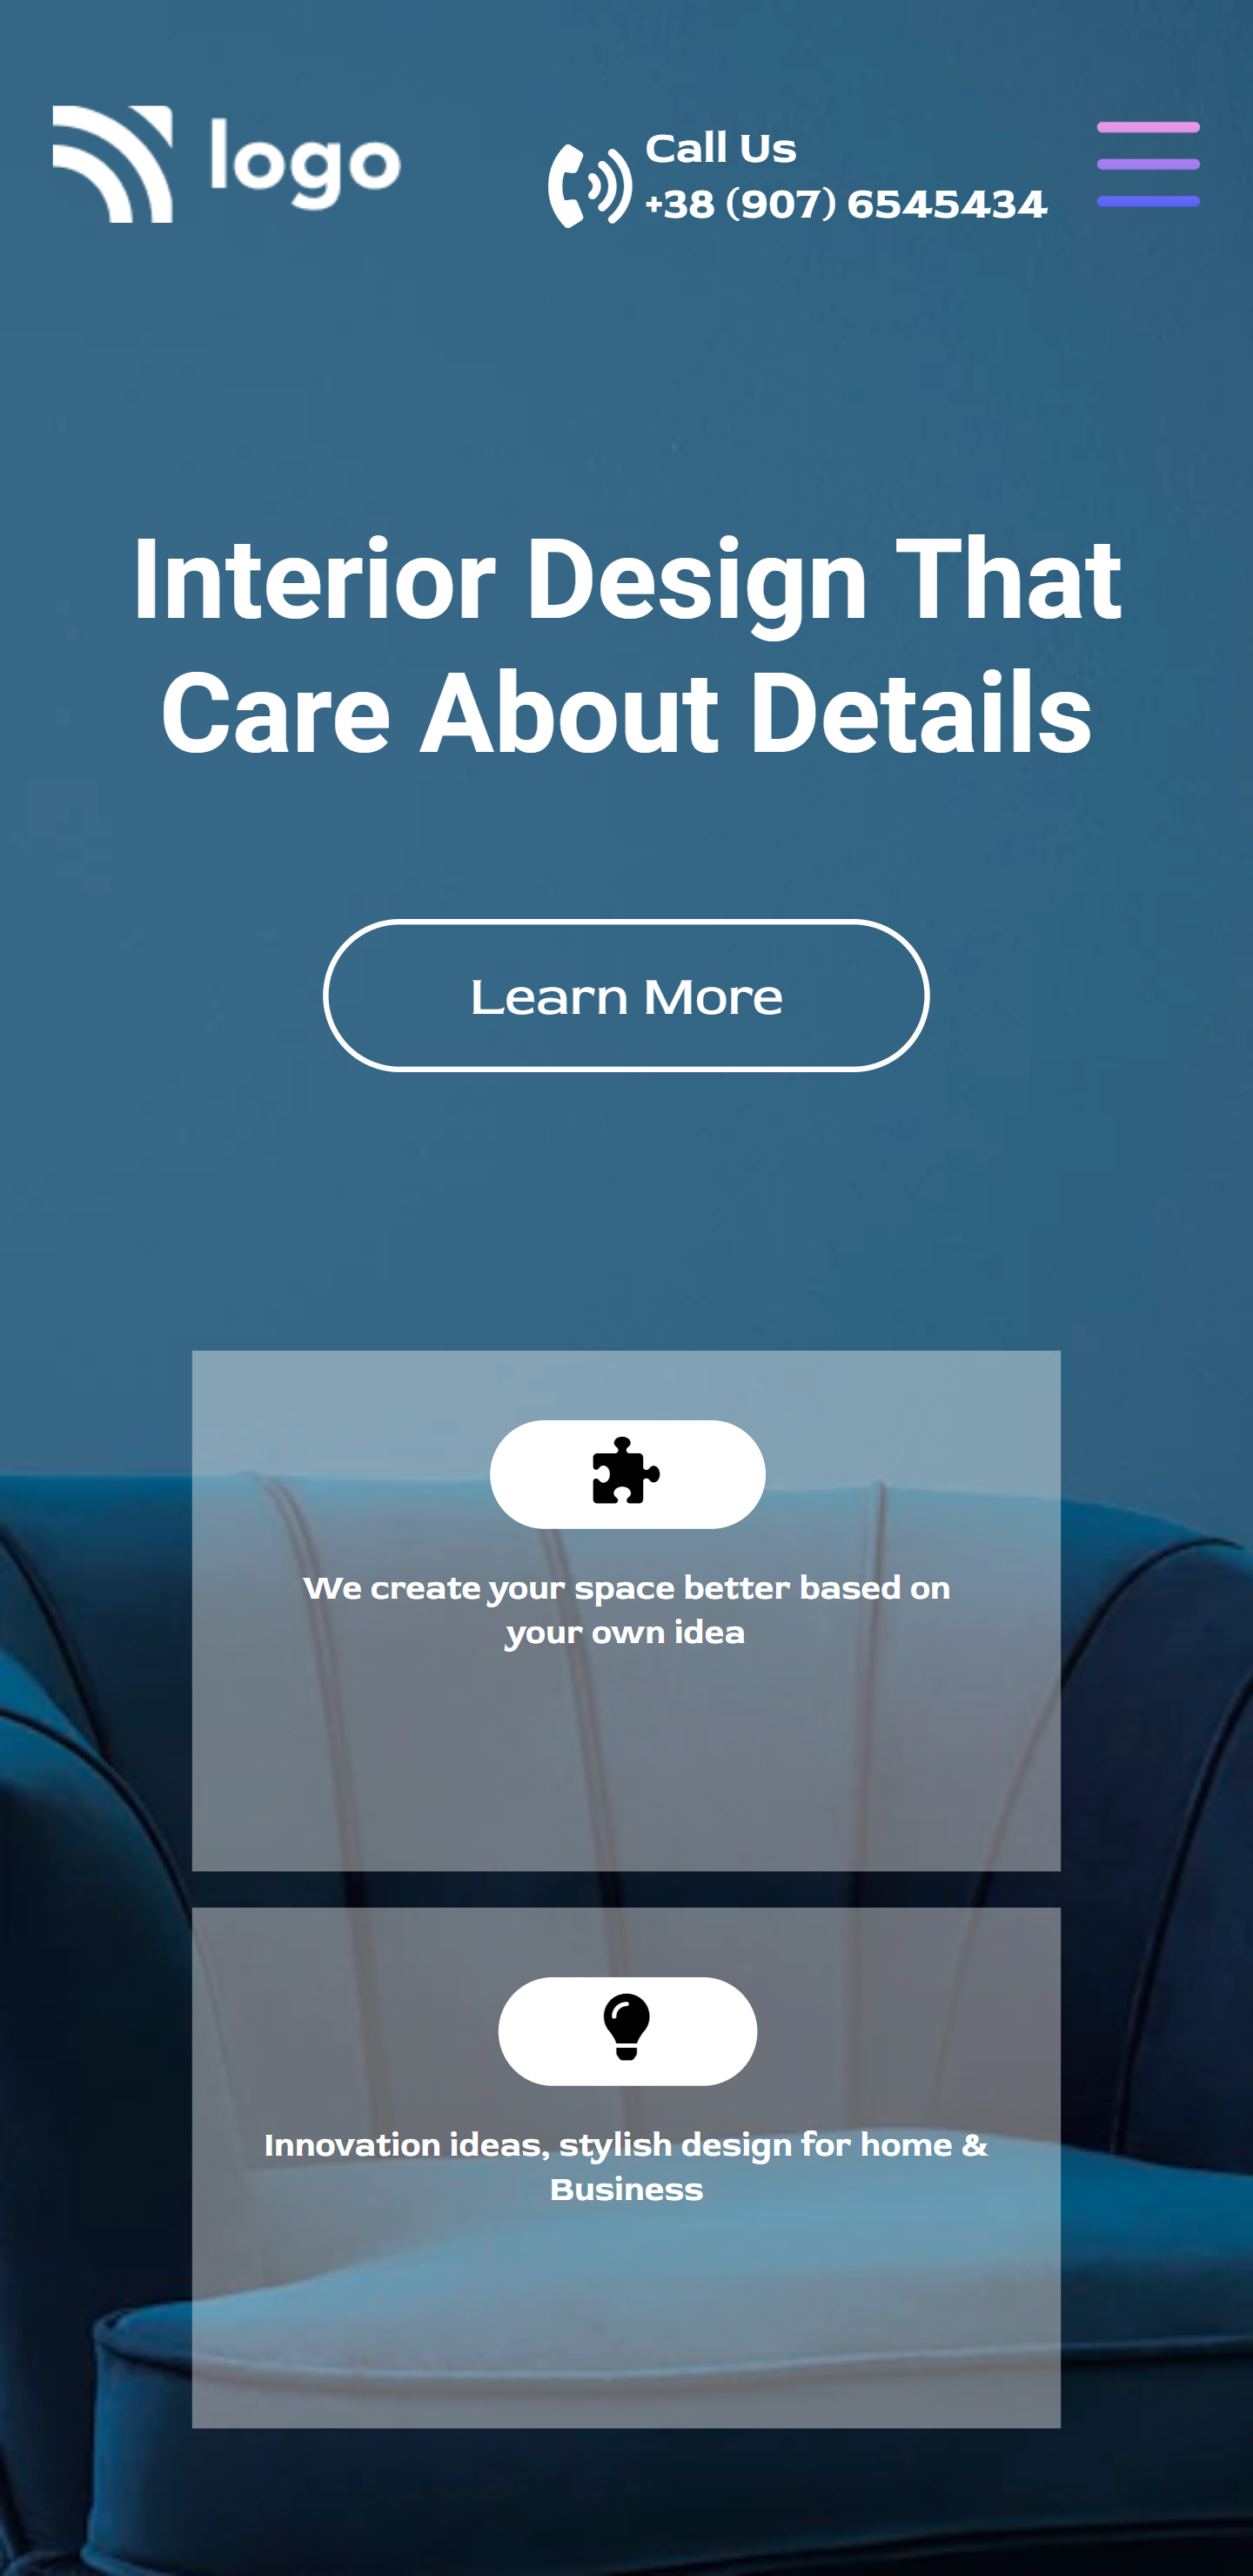 logo
Call Us
+38 (907) 6545434
Interior Design That
Care About Details
Learn More
We create your space better based on
your own idea
Innovation ideas, stylish design for home &
Business